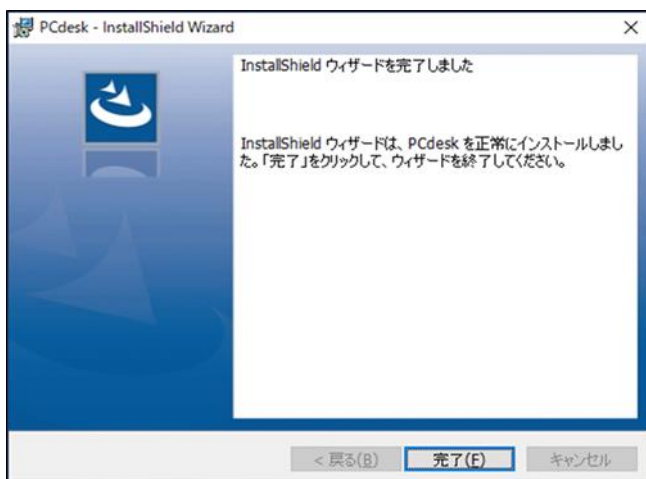 PCdesk - InstallShield Wizard
InstallShield ウィザードを完了しました
InstallShield ウィザードは、PCdesk を正常にインストールしまし
た。「完了」をクリックして、ウィザードを終了してください。
< 戻る(B) 完了(F) キャンセル